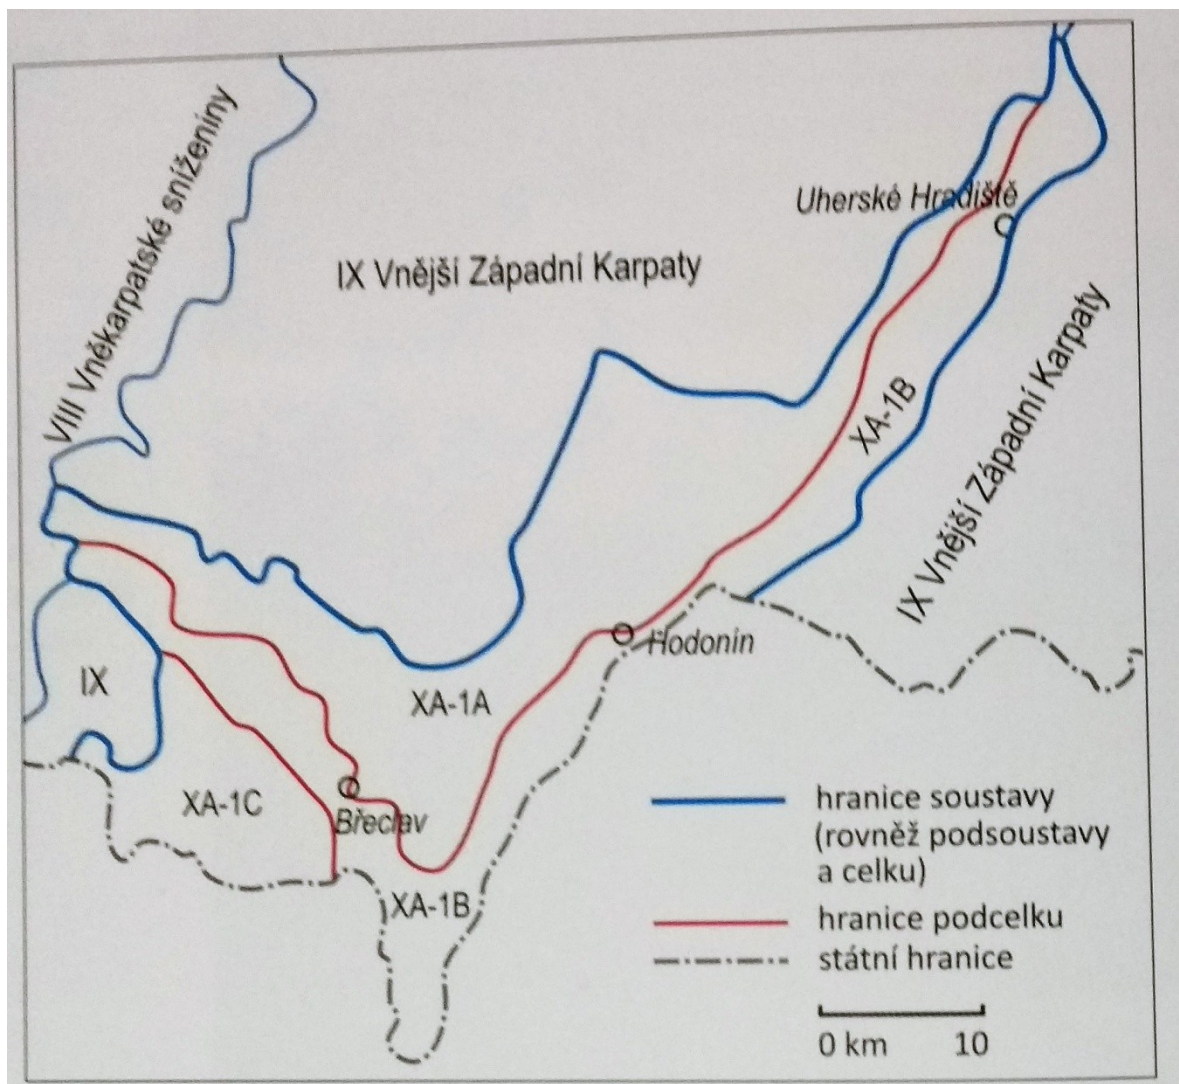 VIII Vněkarpatské sníženiny
IX Vnější Západní Karpaty
Uherské Hradiště
XA-1B
IX Vnější Západní Karpaty
Hodonín
IX
XA-1A
XA-1C
Břeclav
XA-1B
hranice soustavy
(rovněž podsoustavy
a celku)
hranice podcelku
státní hranice
0 km 10